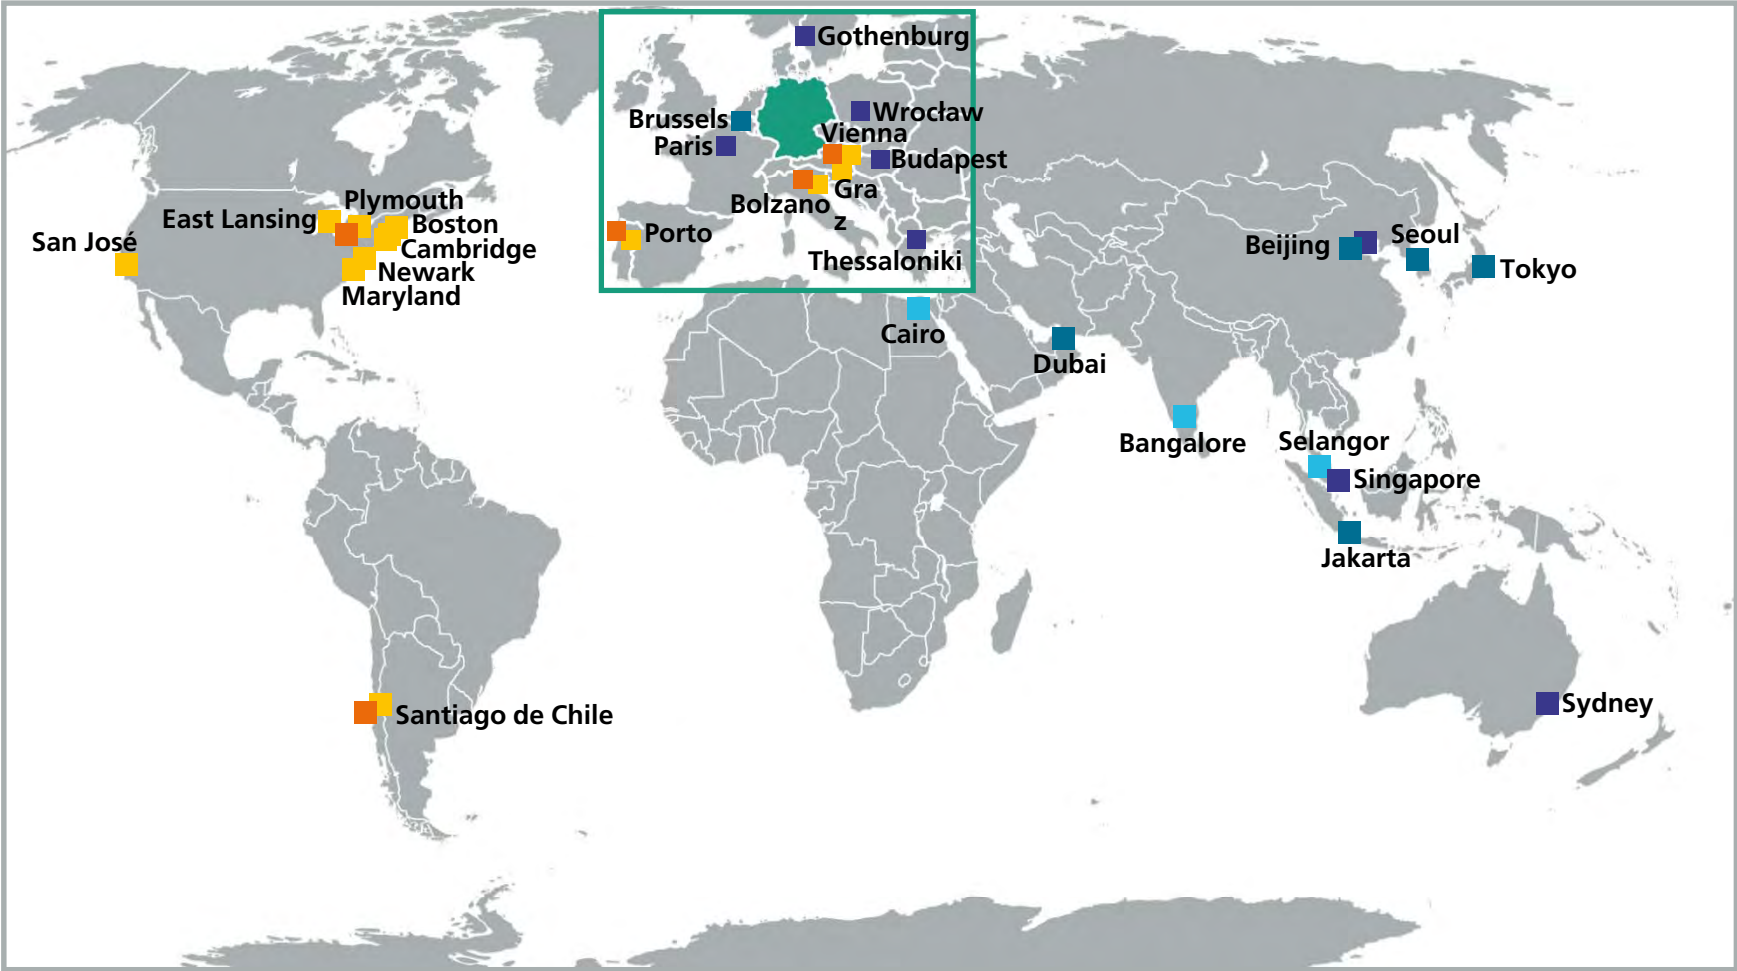 Gothenburg
Brussels
Wrocław
Vienna
Paris
Budapest
Plymouth
Gra
z
Bolzano
East Lansing
Boston
Porto
San José
Cambridge
Beijing
Seoul
Thessaloniki
Newark
Tokyo
Maryland
Cairo
Dubai
Bangalore
Selangor
Singapore
Jakarta
Sydney
Santiago de Chile